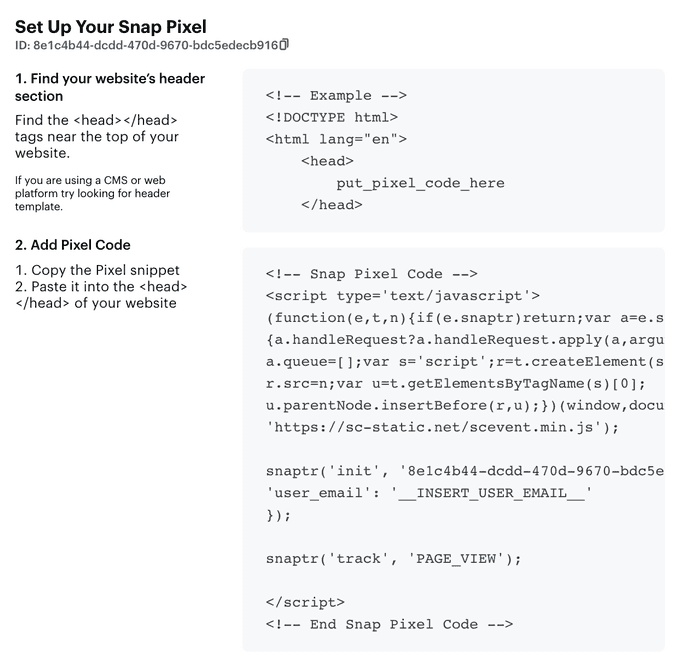 Set Up Your Snap Pixel
ID: 8e1c4b44-dcdd-470d-9670-bdc5edecb916
1. Find your website's header
section
Find the <head></head>
tags near the top of your
website.
If you are using a CMS or web
platform try looking for header
template.
<!-- Example -->
<!DOCTYPE html>
<html lang="en">
<head>
put_pixel_code_here
</head>
2. Add Pixel Code
1. Copy the Pixel snippet
2. Paste it into the <head>
</head> of your website
<!-- Snap Pixel Code -->
<script type='text/javascript'>
(function(e,t,n){if(e.snaptr)return;var a=e.s
{a.handleRequest?a.handleRequest.apply(a,argu
a.queue=[];var s='script';r=t.createElement(s
r.src=n;var u=t.getElementsByTagName(s)[0];
u.parentNode.insertBefore(r,u);})(window,docu
'https://sc-static.net/scevent.min.js');
snaptr('init', '8e1c4b44-dcdd-470d-9670-bdc5e
'user_email': '__INSERT_USER_EMAIL__'
});
snaptr('track', 'PAGE_VIEW');
</script>
<!-- End Snap Pixel Code -->